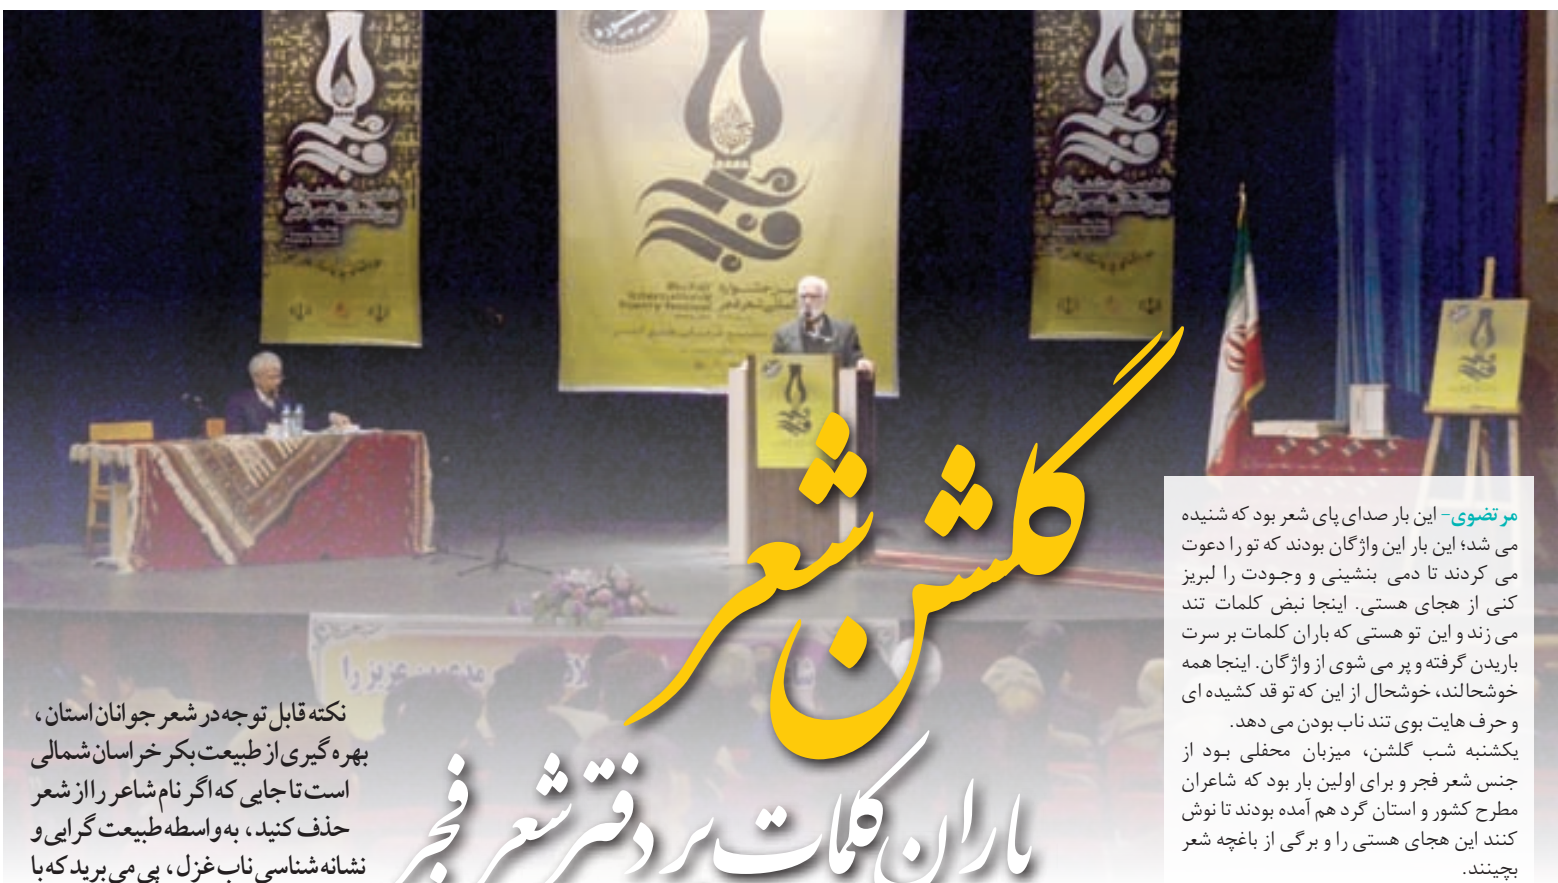 گلشن شعر
باران کلمات بر دفتر شعر فجر
مرتضوی- این بار صدای پای شعر بود که شنیده
می شد؛ این بار این واژگان بودند که تو را دعوت
می کردند تا دمی بنشینی و وجودت را لبریز
کنی از هجای هستی. اینجا نبض کلمات تند
می زند و این تو هستی که باران کلمات بر سرت
باریدن گرفته و پر می شوی از واژگان. اینجا همه
خوشحالند، خوشحال از این که تو قد کشیده ای
و حرف هایت بوی تند ناب بودن می دهد.
یکشنبه شب گلشن، میزبان محفلی بود از
جنس شعر فجر و برای اولین بار بود که شاعران
مطرح کشور و استان گرد هم آمده بودند تا نوش
کنند این هجای هستی را و برگی از باغچه شعر
بچینند.
نکته قابل توجه در شعر جوانان استان،
بهره گیری از طبیعت بکر خراسان شمالی
است تا جایی که اگر نام شاعر را از شعر
حذف کنید، به واسطه طبیعت گرایی و
نشانه شناسی ناب غزل، پی می برید که با
فجر
International
Poetry Festival
عزیز را